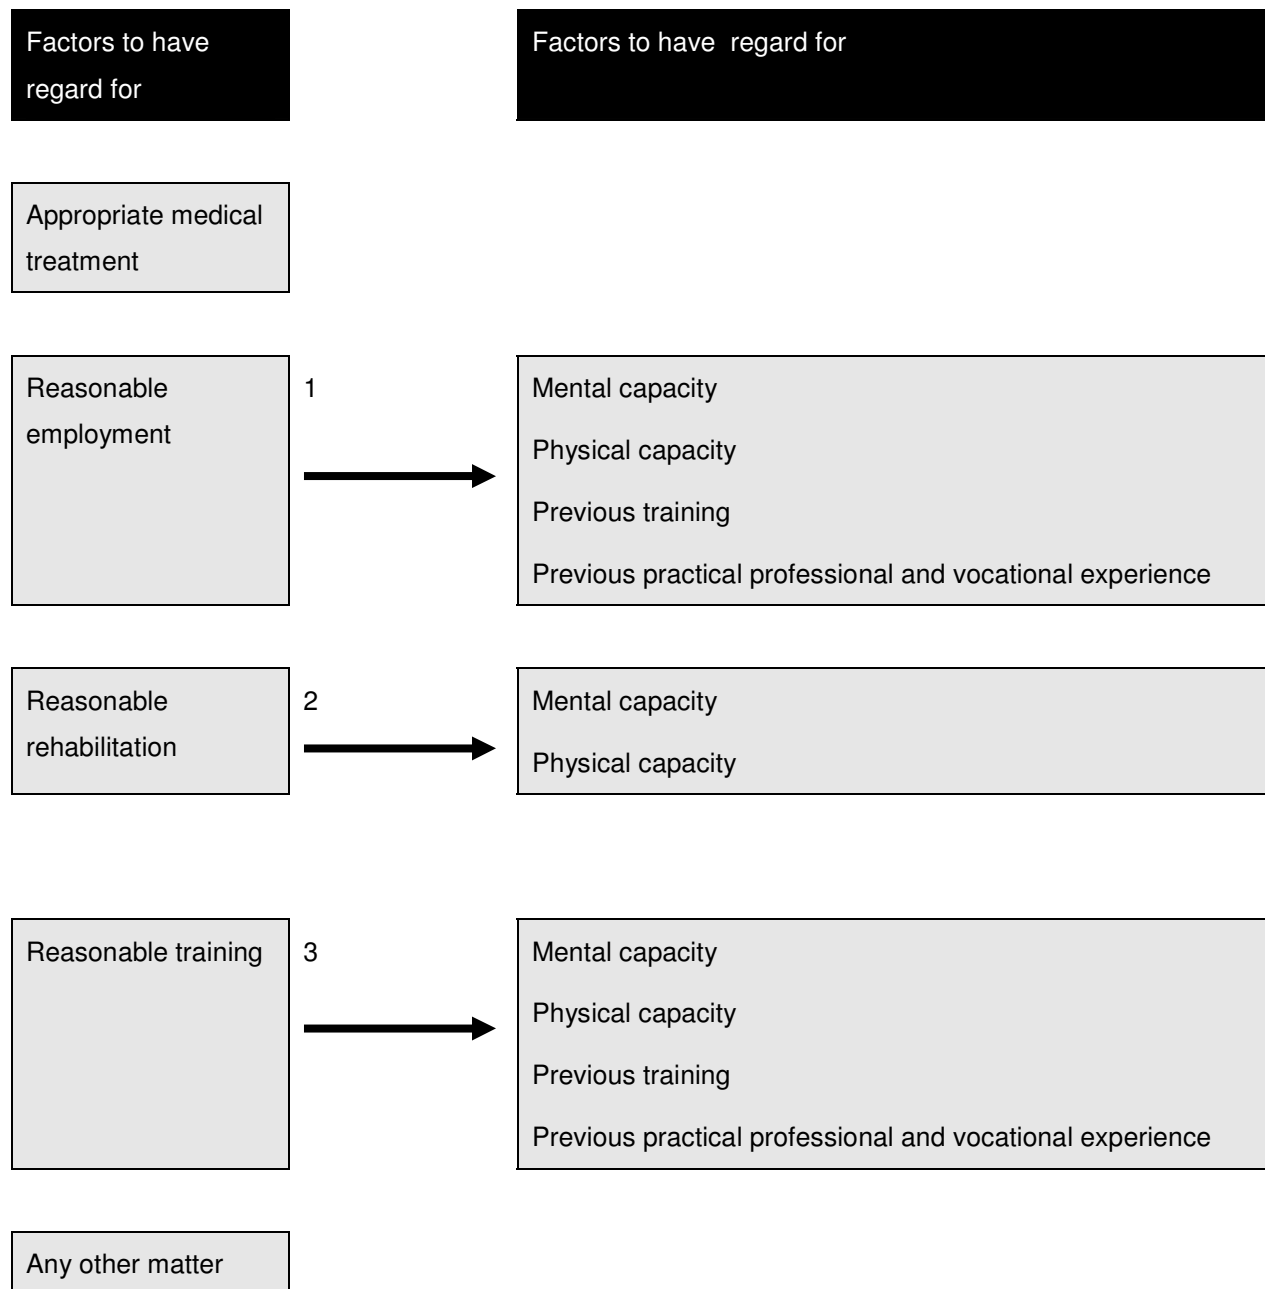 Factors to have
regard for
Factors to have  regard for
Appropriate medical
treatment
Reasonable
employment
1
Mental capacity
Physical capacity
Previous training
Previous practical professional and vocational experience
Reasonable
rehabilitation
2
Mental capacity
Physical capacity
Reasonable training
3
Mental capacity
Physical capacity
Previous training
Previous practical professional and vocational experience
Any other matter